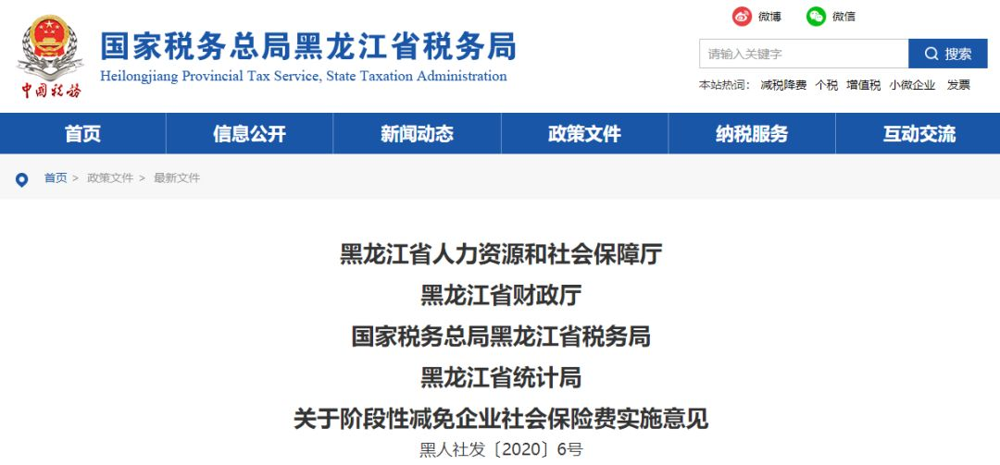 微博 微信
国家税务总局黑龙江省税务局
Heilongjiang Provincial Tax Service, State Taxation Administration
中国税务
请输入关键字 搜索
本站热词： 减税降费 个税 增值税 小微企业 发票
首页 信息公开 新闻动态 政策文件 纳税服务 互动交流
首页 > 政策文件 > 最新文件
黑龙江省人力资源和社会保障厅
黑龙江省财政厅
国家税务总局黑龙江省税务局
黑龙江省统计局
关于阶段性减免企业社会保险费实施意见
黑人社发〔2020〕6号